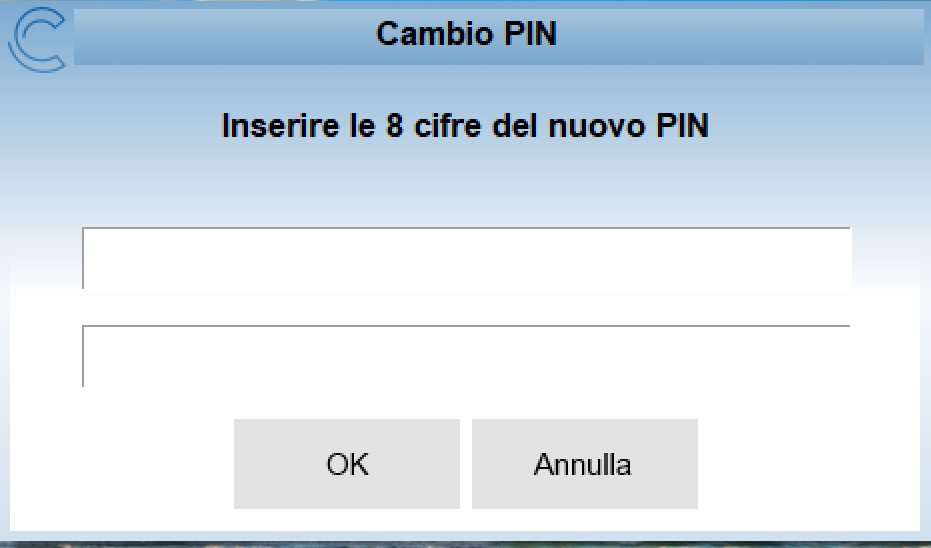 Cambio PIN
Inserire le 8 cifre del nuovo PIN
OK
Annulla